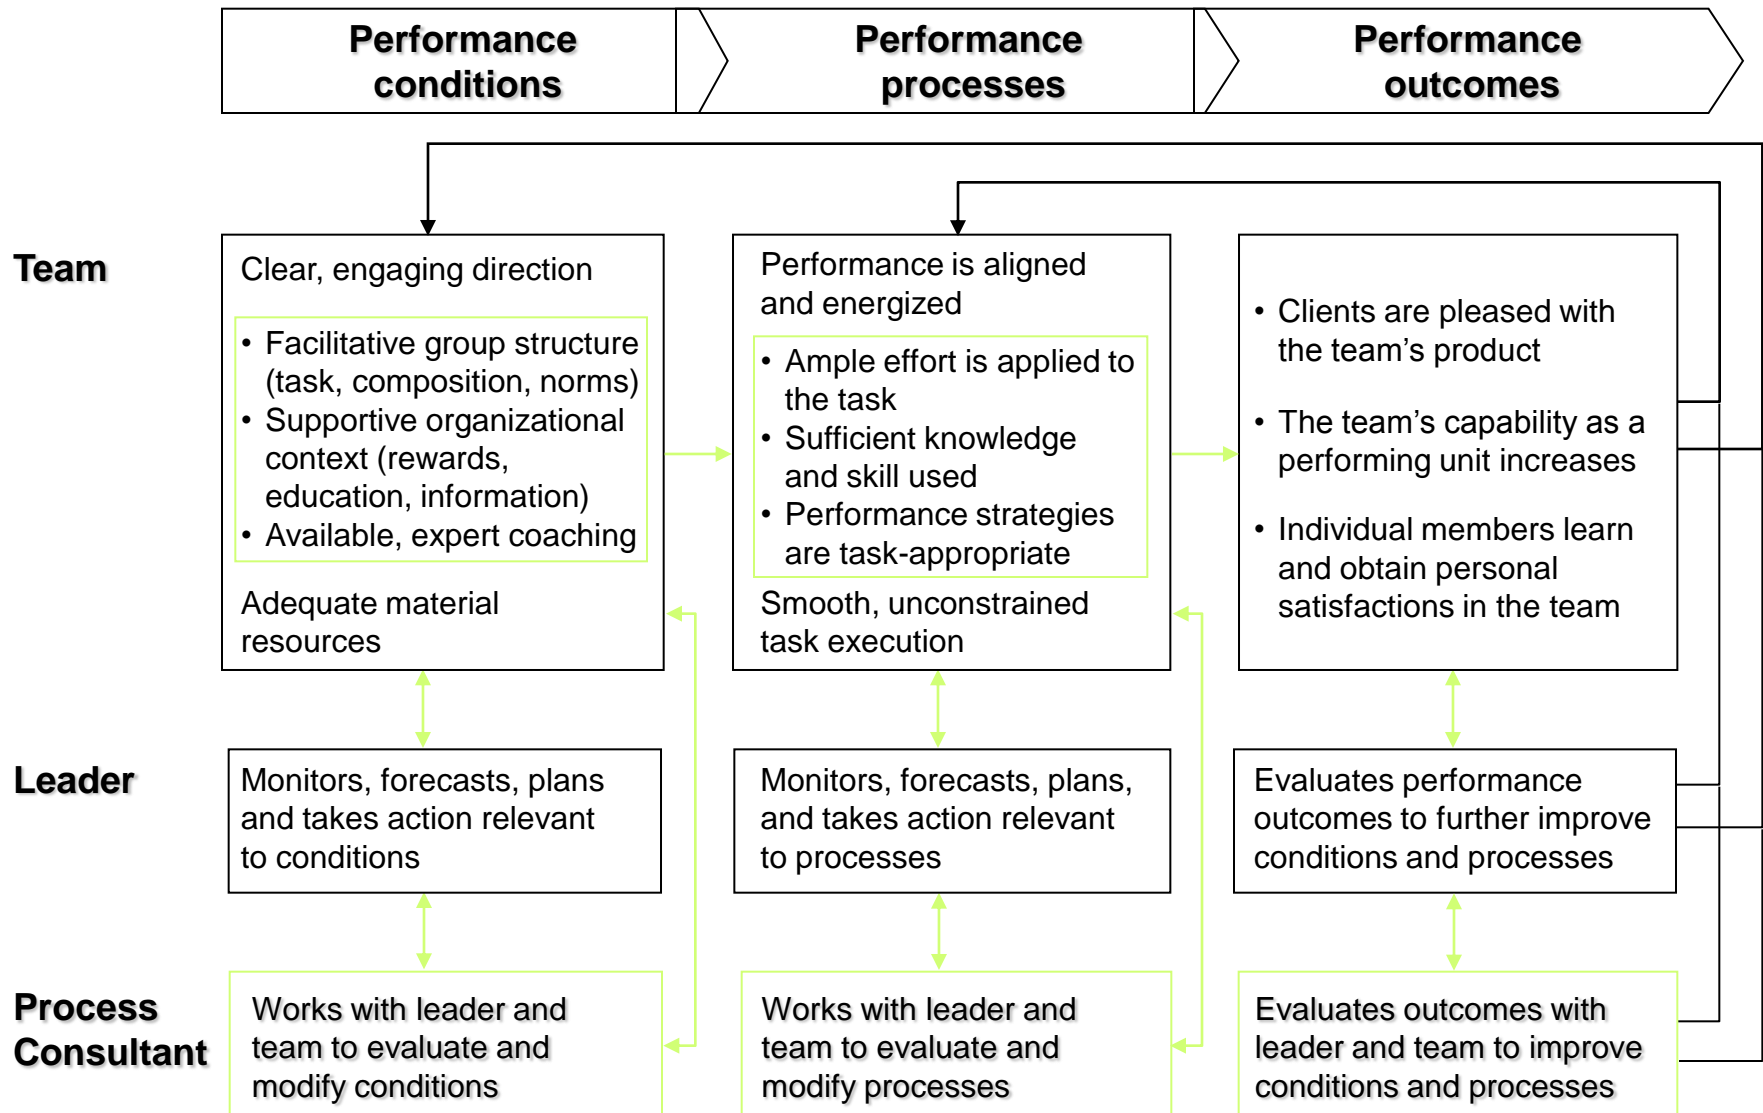 Performance
conditions
Performance
processes
Performance
outcomes
Team
Clear, engaging direction
• Facilitative group structure
(task, composition, norms)
• Supportive organizational
context (rewards,
education, information)
• Available, expert coaching
Adequate material
resources
Performance is aligned
and energized
• Ample effort is applied to
the task
• Sufficient knowledge
and skill used
• Performance strategies
are task-appropriate
Smooth, unconstrained
task execution
• Clients are pleased with
the team’s product
• The team’s capability as a
performing unit increases
• Individual members learn
and obtain personal
satisfactions in the team
Leader
Monitors, forecasts, plans
and takes action relevant
to conditions
Monitors, forecasts, plans,
and takes action relevant
to processes
Evaluates performance
outcomes to further improve
conditions and processes
Process
Consultant
Works with leader and
team to evaluate and
modify conditions
Works with leader and
team to evaluate and
modify processes
Evaluates outcomes with
leader and team to improve
conditions and processes